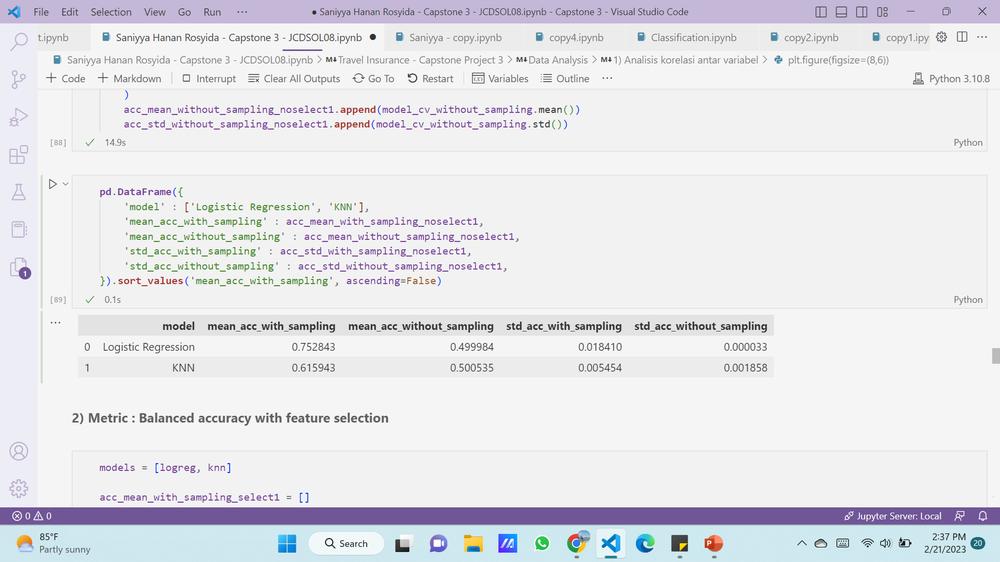 File Edit Selection View Go Run ···
● Saniyya Hanan Rosyida - Capstone 3 - JCDSOL08.ipynb - Capstone 3 - Visual Studio Code
t.ipynb
Saniyya Hanan Rosyida - Capstone 3 - JCDSOL08.ipynb ●
Saniyya - copy.ipynb
copy4.ipynb
Classification.ipynb
copy2.ipynb
copy1.ipy
Saniyya Hanan Rosyida - Capstone 3 - JCDSOL08.ipynb > M↓Travel Insurance - Capstone Project 3 > M↓Data Analysis > M↓1) Analisis korelasi antar variabel > plt.figure(figsize=(8,6))
+ Code + Markdown Interrupt Clear All Outputs Go To Restart Variables Outline ··· Python 3.10.8
)
acc_mean_without_sampling_noselect1.append(model_cv_without_sampling.mean())
acc_std_without_sampling_noselect1.append(model_cv_without_sampling.std())
[88] ✓ 14.9s Python
pd.DataFrame({
'model' : ['Logistic Regression', 'KNN'],
'mean_acc_with_sampling' : acc_mean_with_sampling_noselect1,
'mean_acc_without_sampling' : acc_mean_without_sampling_noselect1,
'std_acc_with_sampling' : acc_std_with_sampling_noselect1,
'std_acc_without_sampling' : acc_std_without_sampling_noselect1,
}).sort_values('mean_acc_with_sampling', ascending=False)
[89] ✓ 0.1s Python
···
model mean_acc_with_sampling mean_acc_without_sampling std_acc_with_sampling std_acc_without_sampling
0 Logistic Regression 0.752843 0.499984 0.018410 0.000033
1 KNN 0.615943 0.500535 0.005454 0.001858
1
2) Metric : Balanced accuracy with feature selection
models = [logreg, knn]
acc_mean_with_sampling_select1 = []
0 0 Jupyter Server: Local
85°F
Partly sunny
Search
2:37 PM
2/21/2023
20